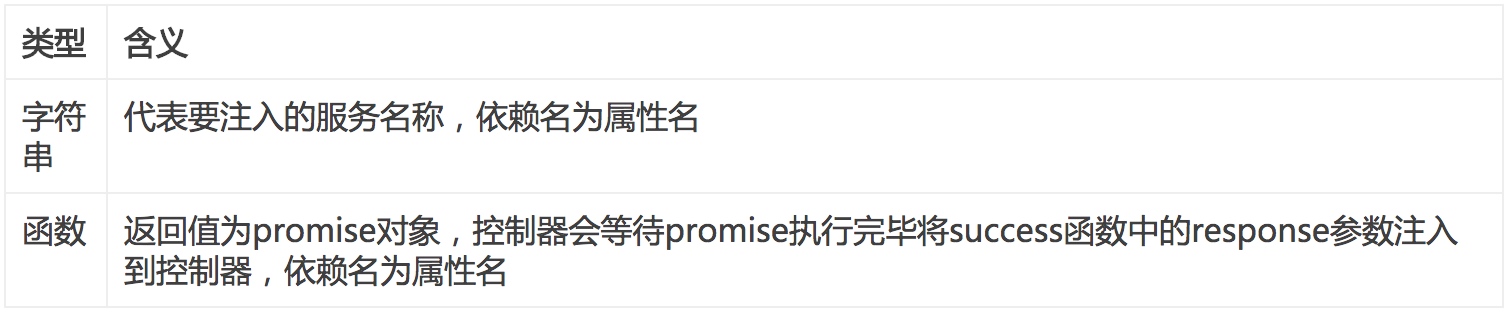 类型 含义
字符 代表要注入的服务名称，依赖名为属性名
串
函数 返回值为promise对象，控制器会等待promise执行完毕将success函数中的response参数注入
到控制器，依赖名为属性名